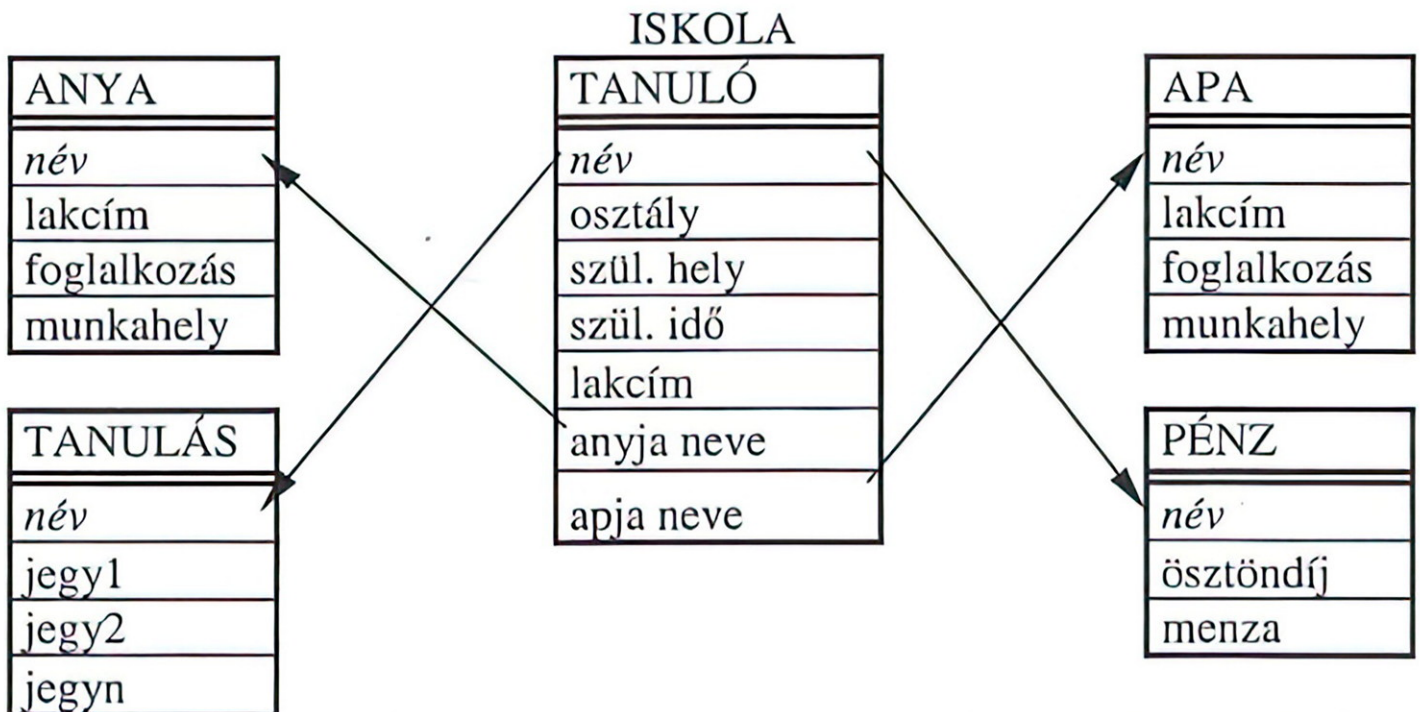 ISKOLA
ANYA
név
lakcím
foglalkozás
munkahely
TANULÁS
név
jegy1
jegy2
jegyn
TANULÓ
név
osztály
szül. hely
szül. idő
lakcím
anyja neve
apja neve
APA
név
lakcím
foglalkozás
munkahely
PÉNZ
név
ösztöndíj
menza